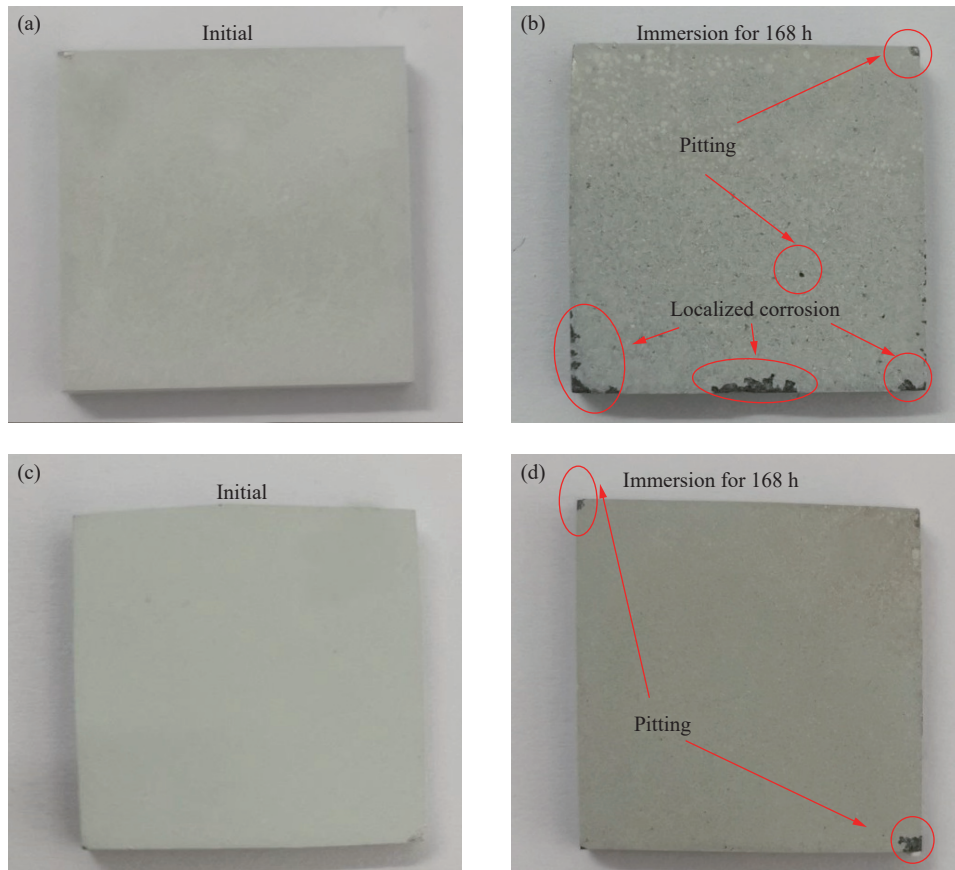 (a)
Initial
(b)
Immersion for 168 h
Pitting
Localized corrosion
(c)
Initial
(d)
Immersion for 168 h
Pitting